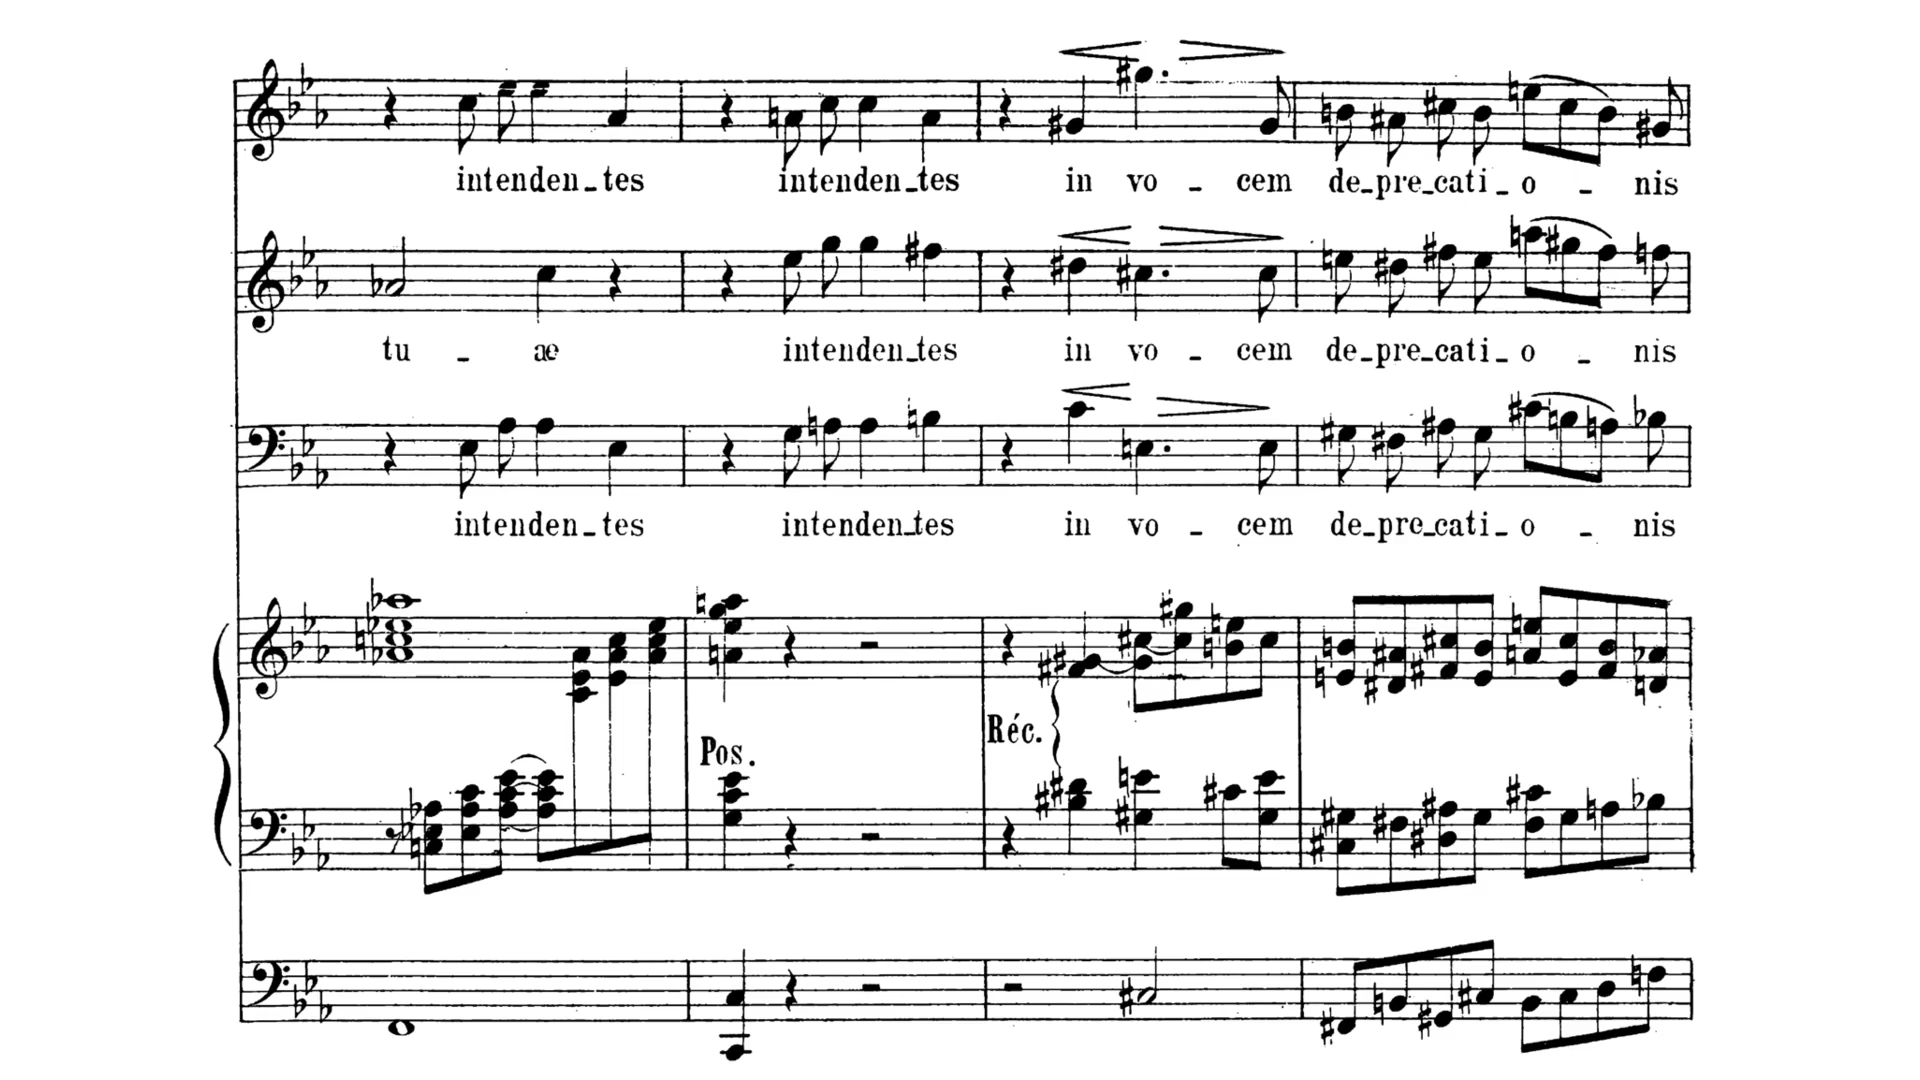 intenden_tes intenden_tes in vo - cem de_pre_cati_o - nis
tu - æ intenden_tes in vo - cem de_pre_cati_o - nis
intenden_tes intenden_tes in vo - cem de_pre_cati_o - nis
Pos. Réc.